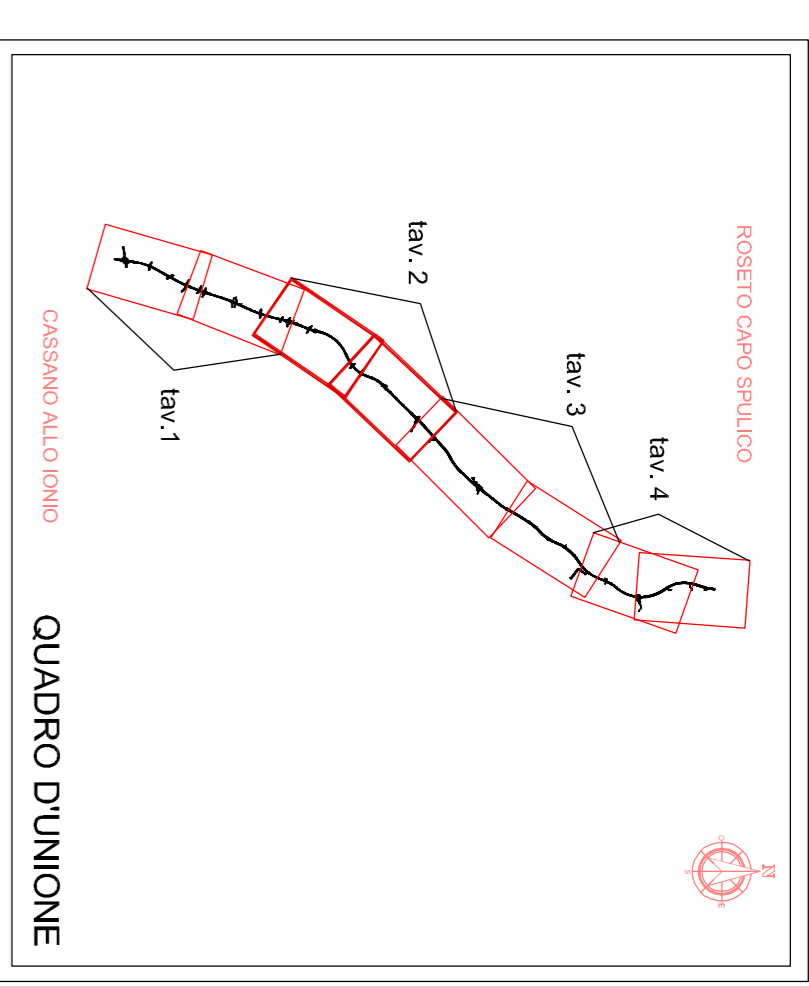 ROSETO CAPO SPULICO
tav. 4
tav. 3
tav. 2
tav.1
CASSANO ALLO IONIO
QUADRO D'UNIONE
N
O
E
S